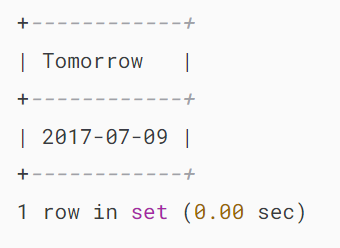 +------------+
| Tomorrow   |
+------------+
| 2017-07-09 |
+------------+
1 row in set (0.00 sec)